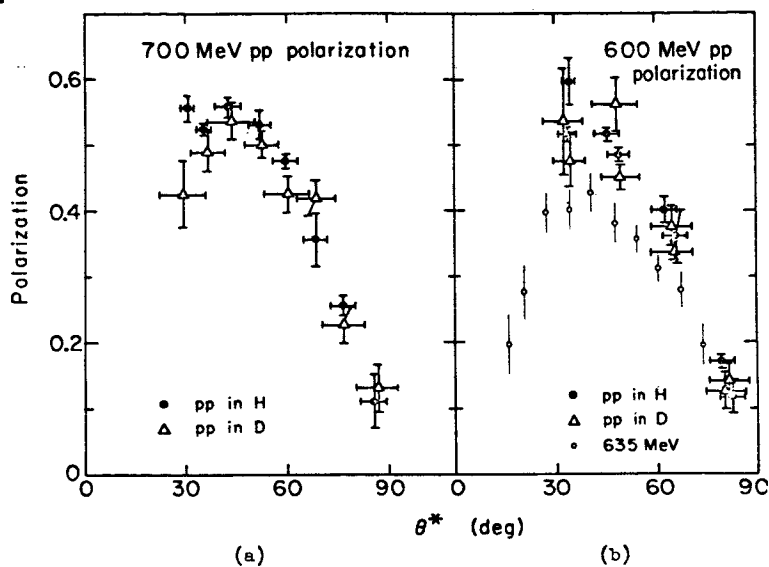 700 MeV pp polarization
600 MeV pp
polarization
Polarization
0.6
0.4
0.2
0
pp in H
pp in D
pp in H
pp in D
635 MeV
0 30 60 90
0 30 60 90
θ* (deg)
(a) (b)